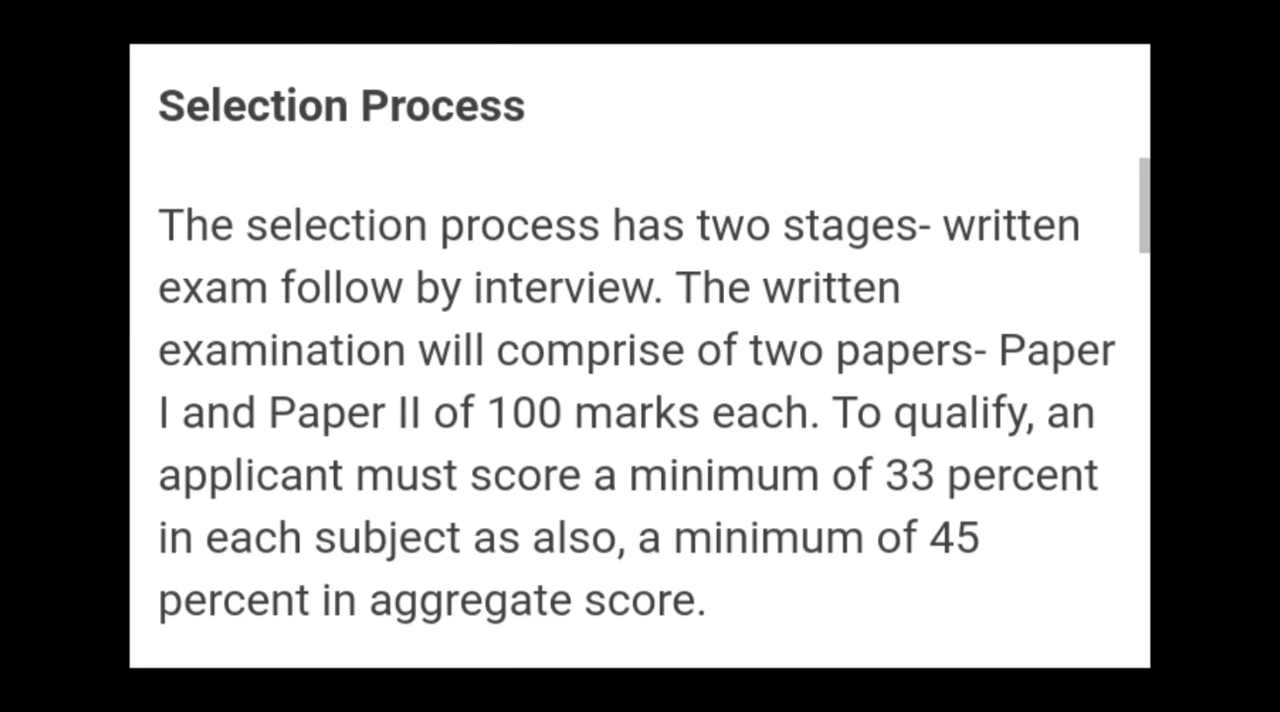 Selection Process
The selection process has two stages- written
exam follow by interview. The written
examination will comprise of two papers- Paper
I and Paper II of 100 marks each. To qualify, an
applicant must score a minimum of 33 percent
in each subject as also, a minimum of 45
percent in aggregate score.